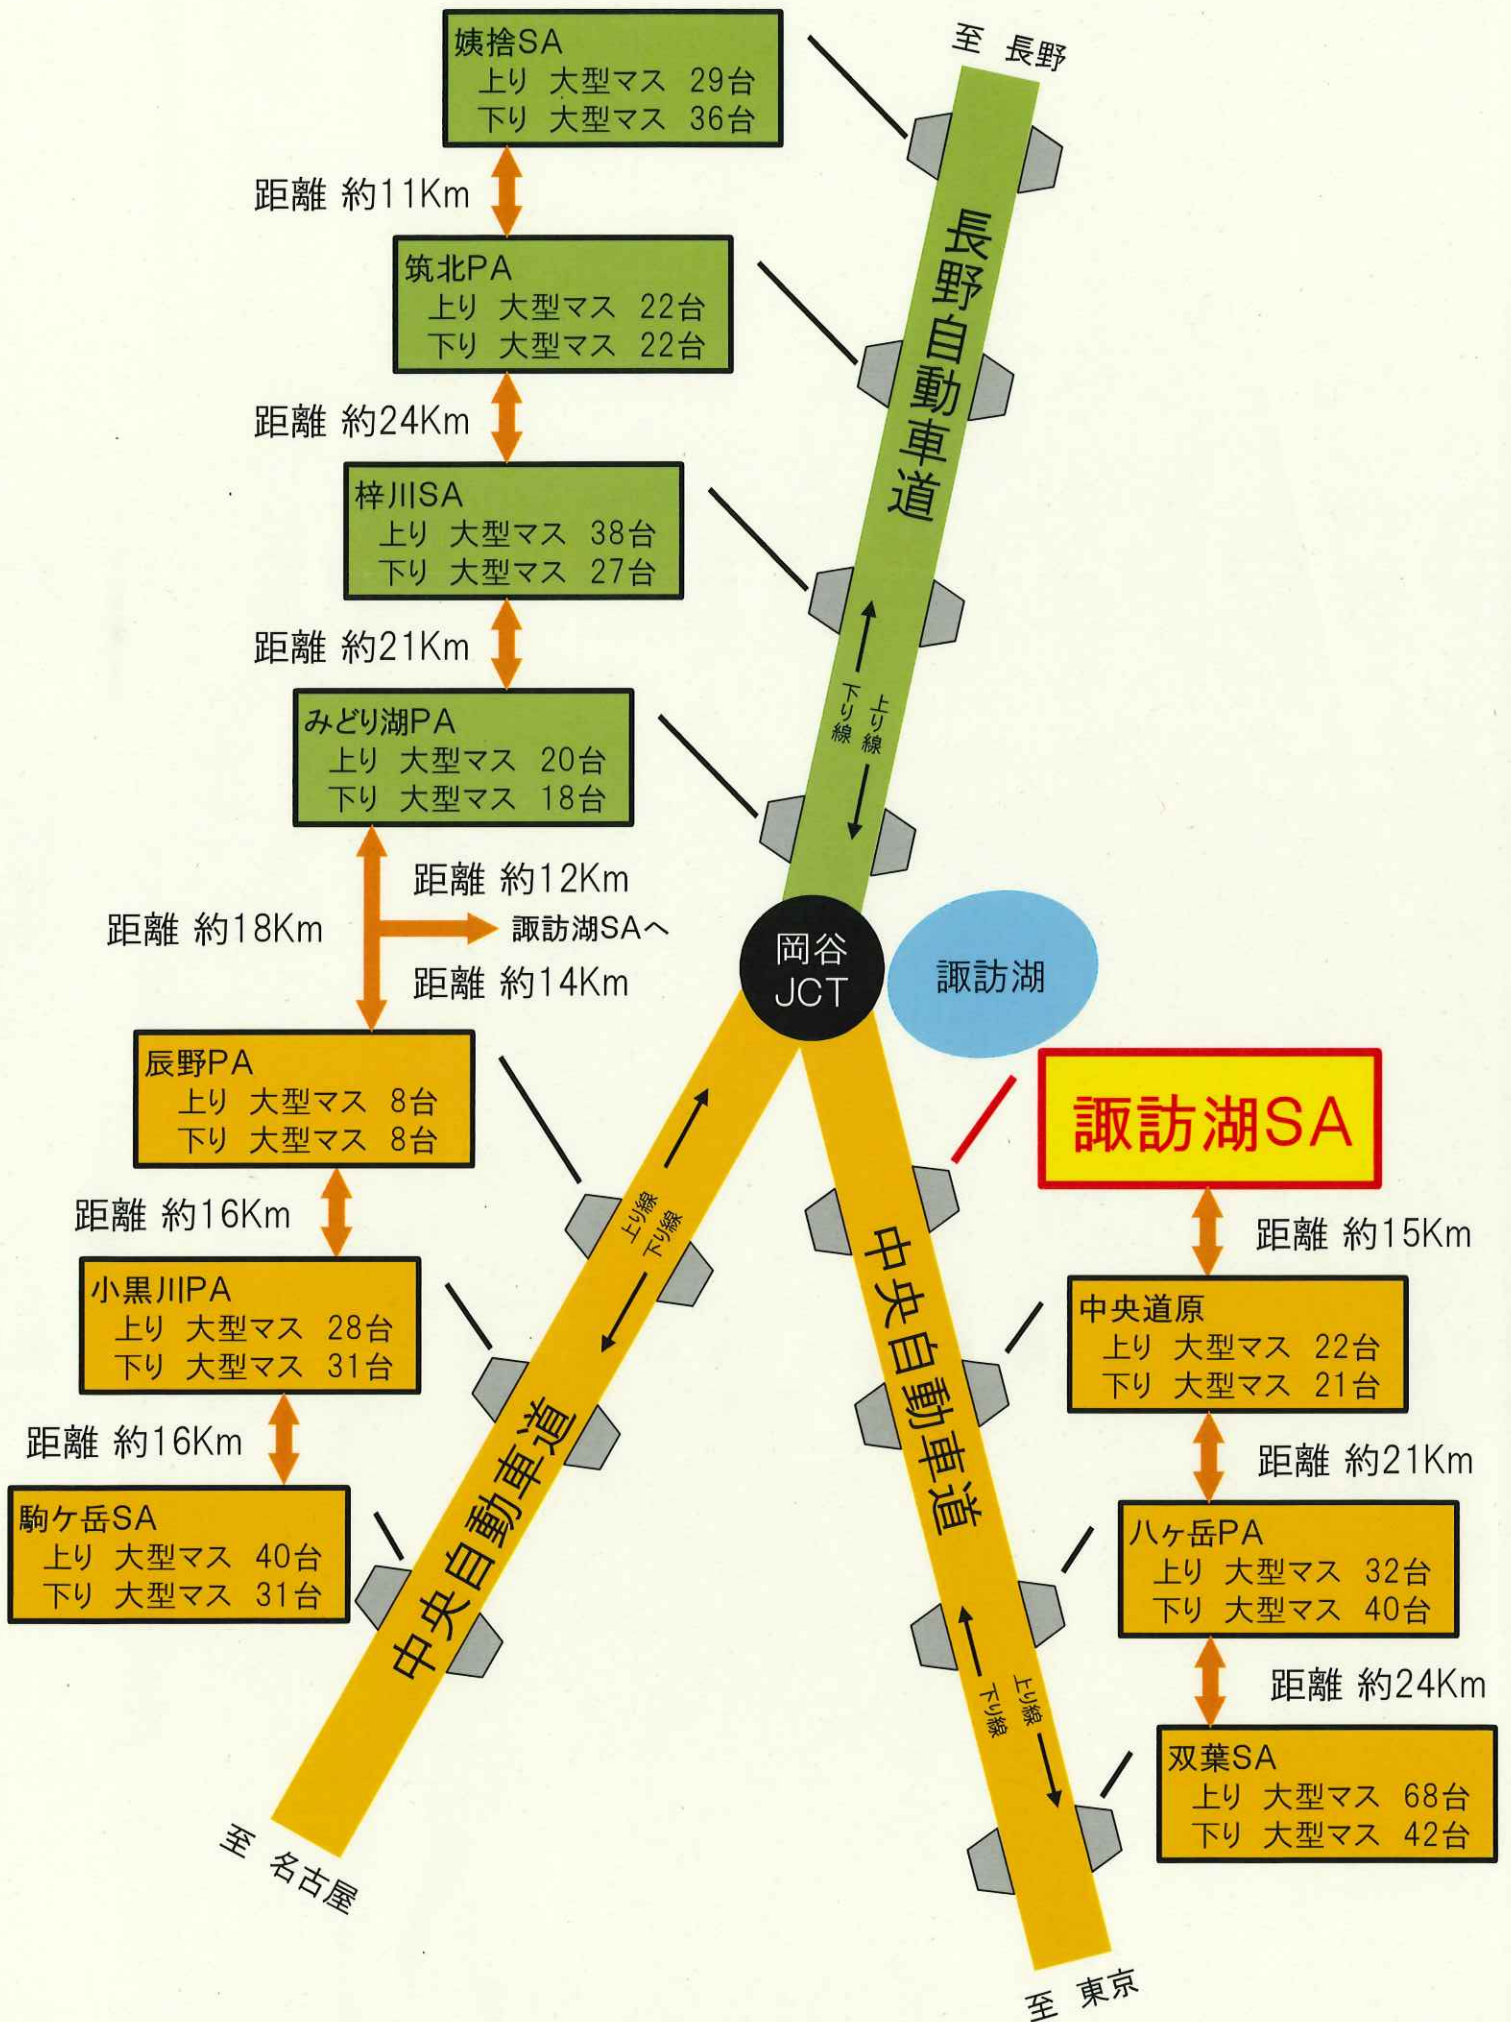 姨捨SA
上り 大型マス 29台
下り 大型マス 36台
距離 約11Km
筑北PA
上り 大型マス 22台
下り 大型マス 22台
距離 約24Km
梓川SA
上り 大型マス 38台
下り 大型マス 27台
距離 約21Km
みどり湖PA
上り 大型マス 20台
下り 大型マス 18台
距離 約18Km
距離 約12Km
諏訪湖SAへ
距離 約14Km
辰野PA
上り 大型マス 8台
下り 大型マス 8台
距離 約16Km
小黒川PA
上り 大型マス 28台
下り 大型マス 31台
距離 約16Km
駒ケ岳SA
上り 大型マス 40台
下り 大型マス 31台
至 長野
長野自動車道
下り線
上り線
岡谷
JCT
諏訪湖
上り線
下り線
中央自動車道
至 名古屋
中央自動車道
上り線
下り線
至 東京
諏訪湖SA
距離 約15Km
中央道原
上り 大型マス 22台
下り 大型マス 21台
距離 約21Km
八ヶ岳PA
上り 大型マス 32台
下り 大型マス 40台
距離 約24Km
双葉SA
上り 大型マス 68台
下り 大型マス 42台